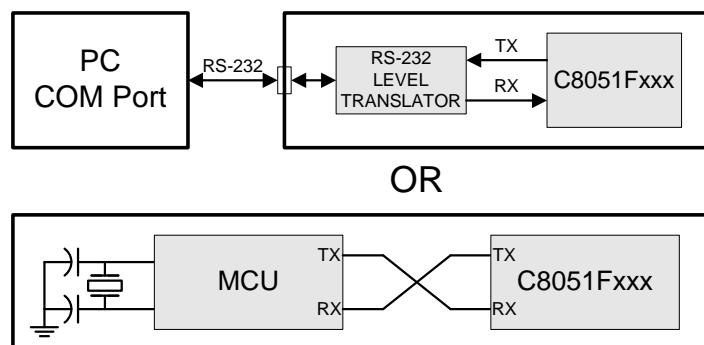 PC
COM Port
RS-232
RS-232
LEVEL
TRANSLATOR
TX
RX
C8051Fxxx
OR
MCU
TX
RX
TX
RX
C8051Fxxx